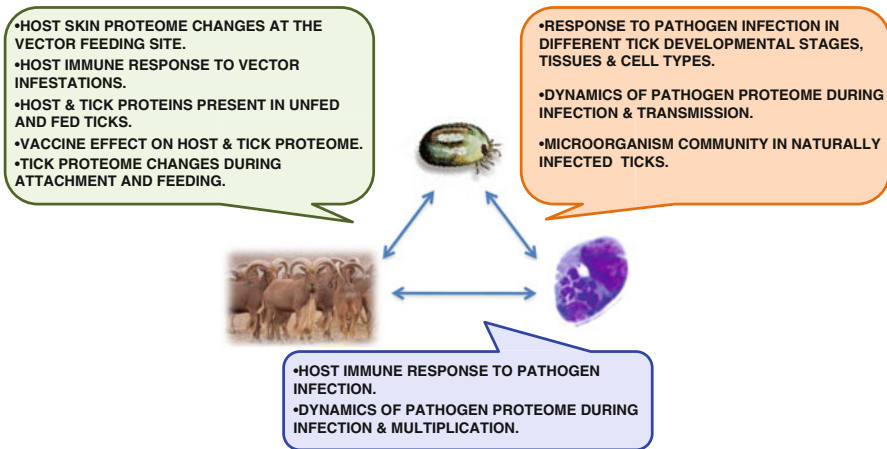 •HOST SKIN PROTEOME CHANGES AT THE
VECTOR FEEDING SITE.
•HOST IMMUNE RESPONSE TO VECTOR
INFESTATIONS.
•HOST & TICK PROTEINS PRESENT IN UNFED
AND FED TICKS.
•VACCINE EFFECT ON HOST & TICK PROTEOME.
•TICK PROTEOME CHANGES DURING
ATTACHMENT AND FEEDING.
•RESPONSE TO PATHOGEN INFECTION IN
DIFFERENT TICK DEVELOPMENTAL STAGES,
TISSUES & CELL TYPES.
•DYNAMICS OF PATHOGEN PROTEOME DURING
INFECTION & TRANSMISSION.
•MICROORGANISM COMMUNITY IN NATURALLY
INFECTED TICKS.
•HOST IMMUNE RESPONSE TO PATHOGEN
INFECTION.
•DYNAMICS OF PATHOGEN PROTEOME DURING
INFECTION & MULTIPLICATION.